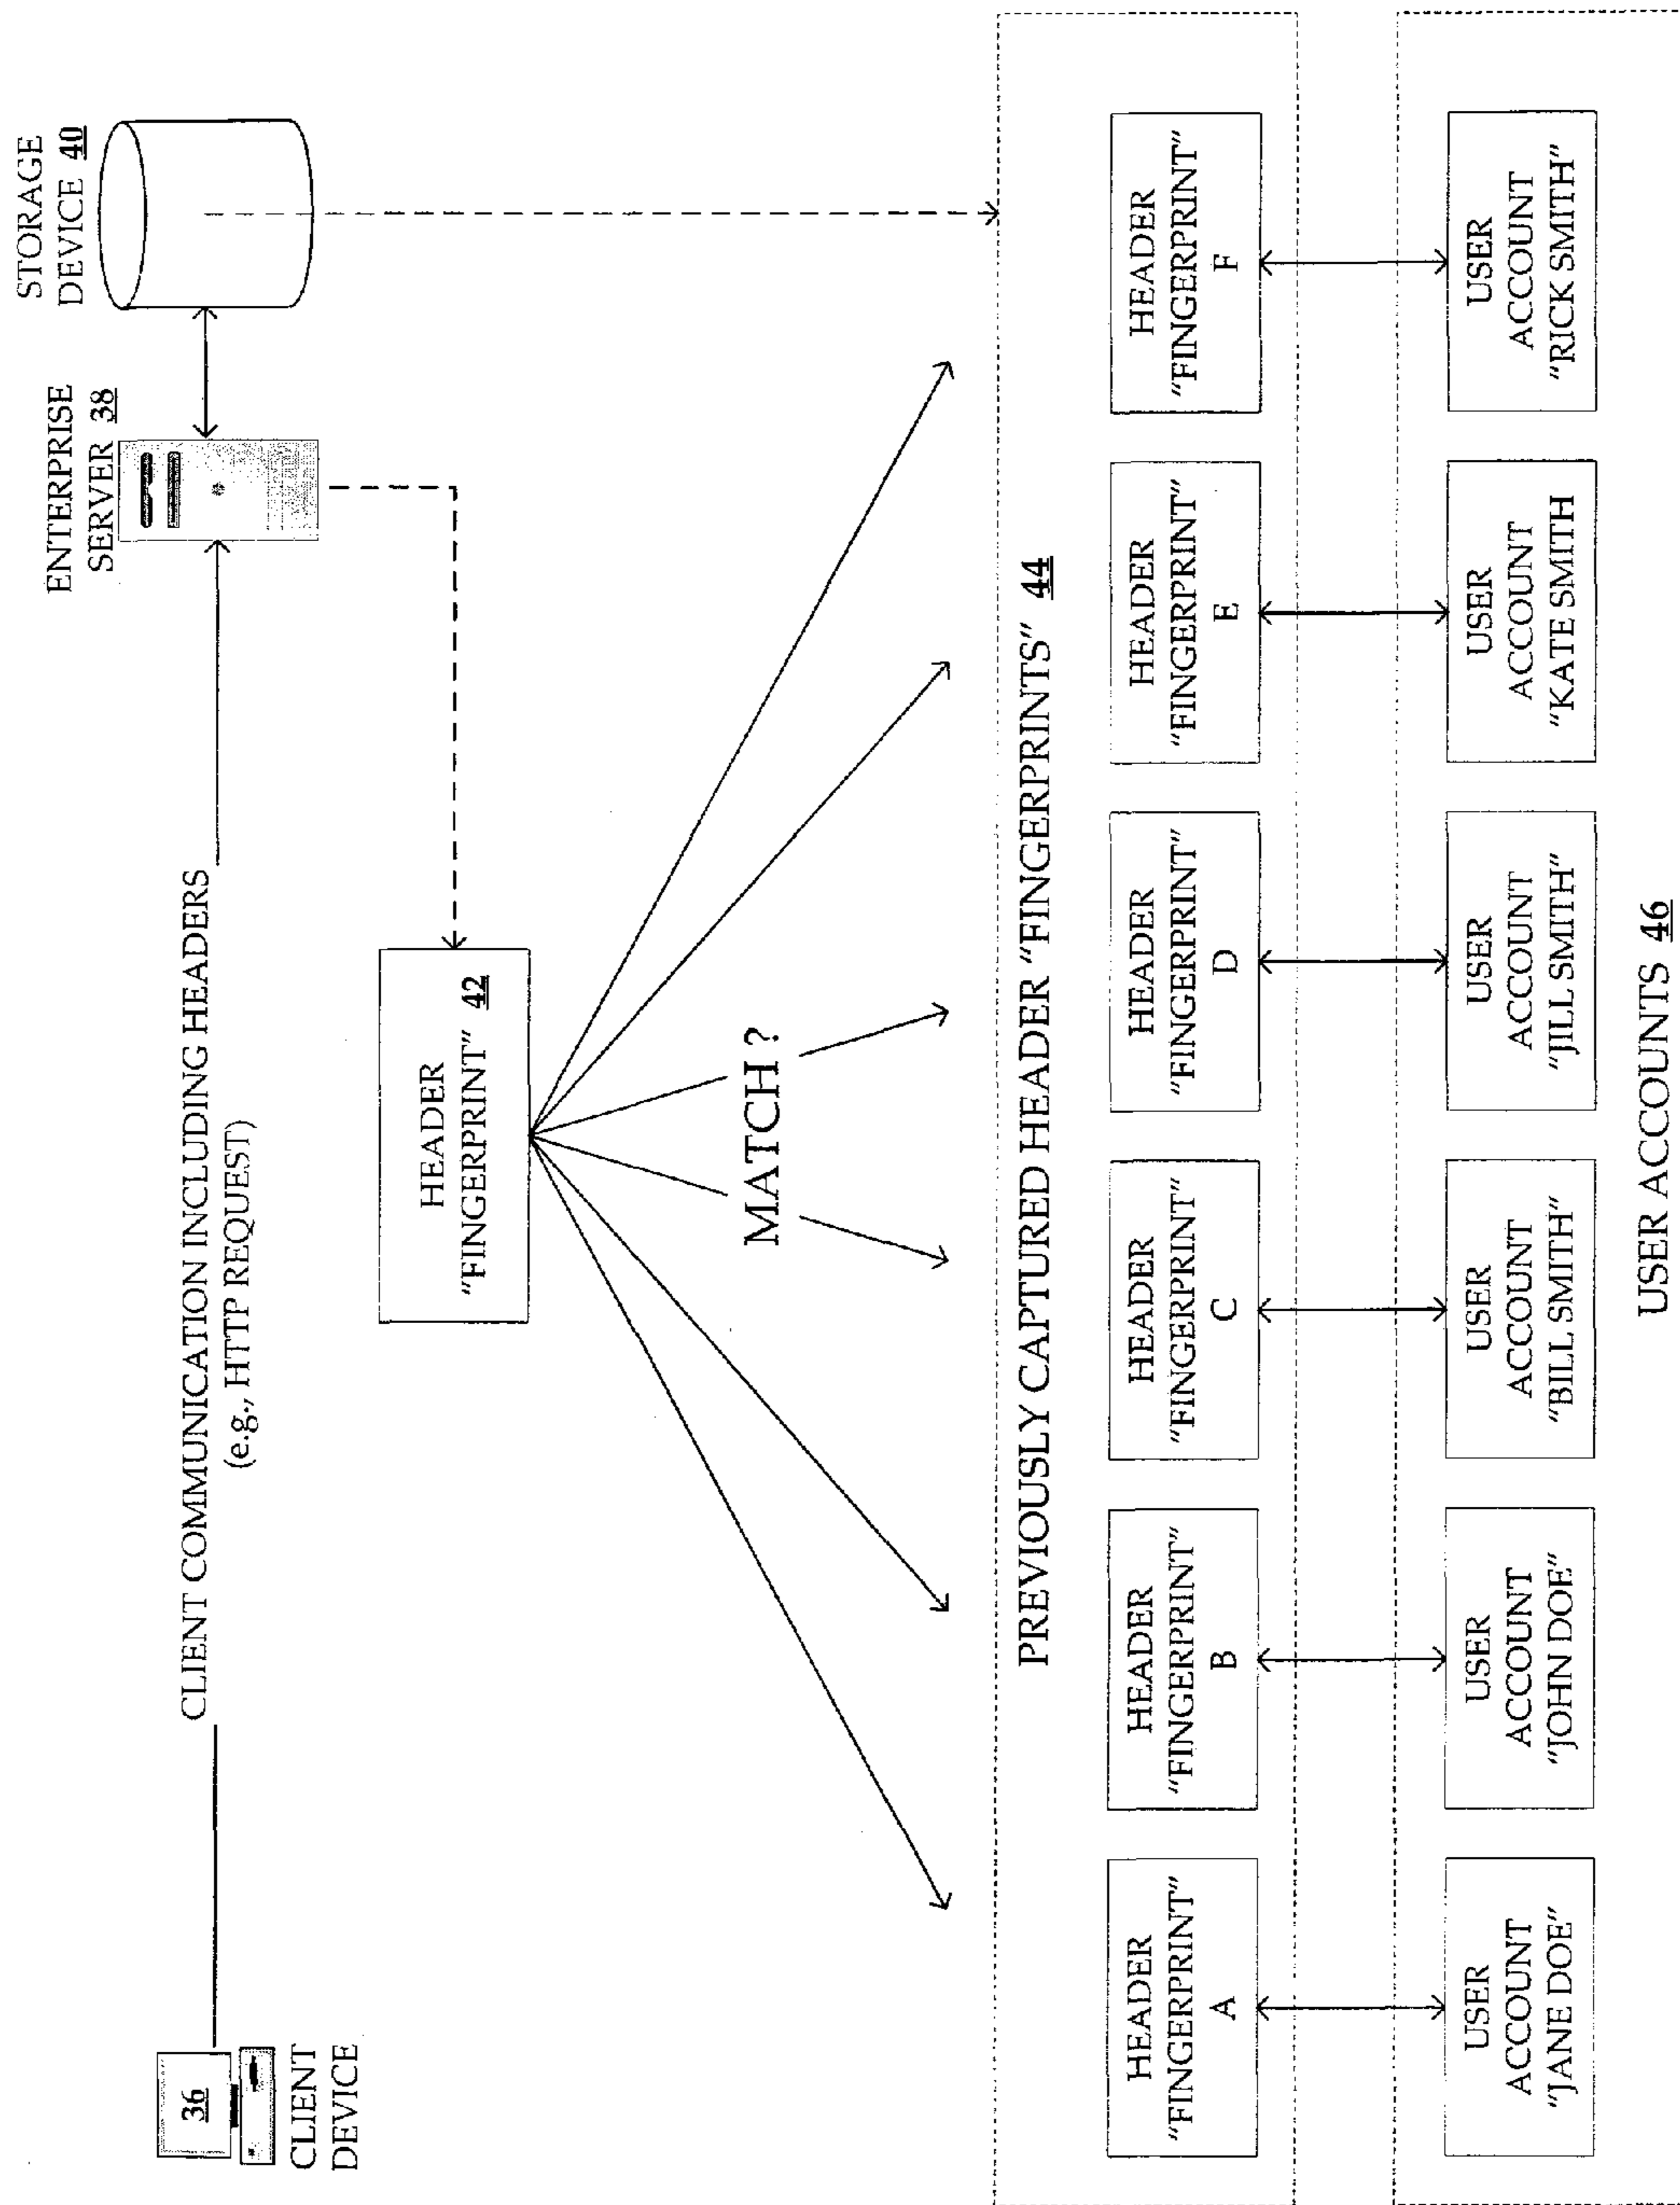 STORAGE
DEVICE 40
ENTERPRISE
SERVER 38
CLIENT COMMUNICATION INCLUDING HEADERS
(e.g., HTTP REQUEST)
36
CLIENT
DEVICE
HEADER
"FINGERPRINT" 42
MATCH ?
PREVIOUSLY CAPTURED HEADER "FINGERPRINTS" 44
HEADER
"FINGERPRINT"
A
HEADER
"FINGERPRINT"
B
HEADER
"FINGERPRINT"
C
HEADER
"FINGERPRINT"
D
HEADER
"FINGERPRINT"
E
HEADER
"FINGERPRINT"
F
USER
ACCOUNT
"JANE DOE"
USER
ACCOUNT
"JOHN DOE"
USER
ACCOUNT
"BILL SMITH"
USER
ACCOUNT
"JILL SMITH"
USER
ACCOUNT
"KATE SMITH
USER
ACCOUNT
"RICK SMITH"
USER ACCOUNTS 46